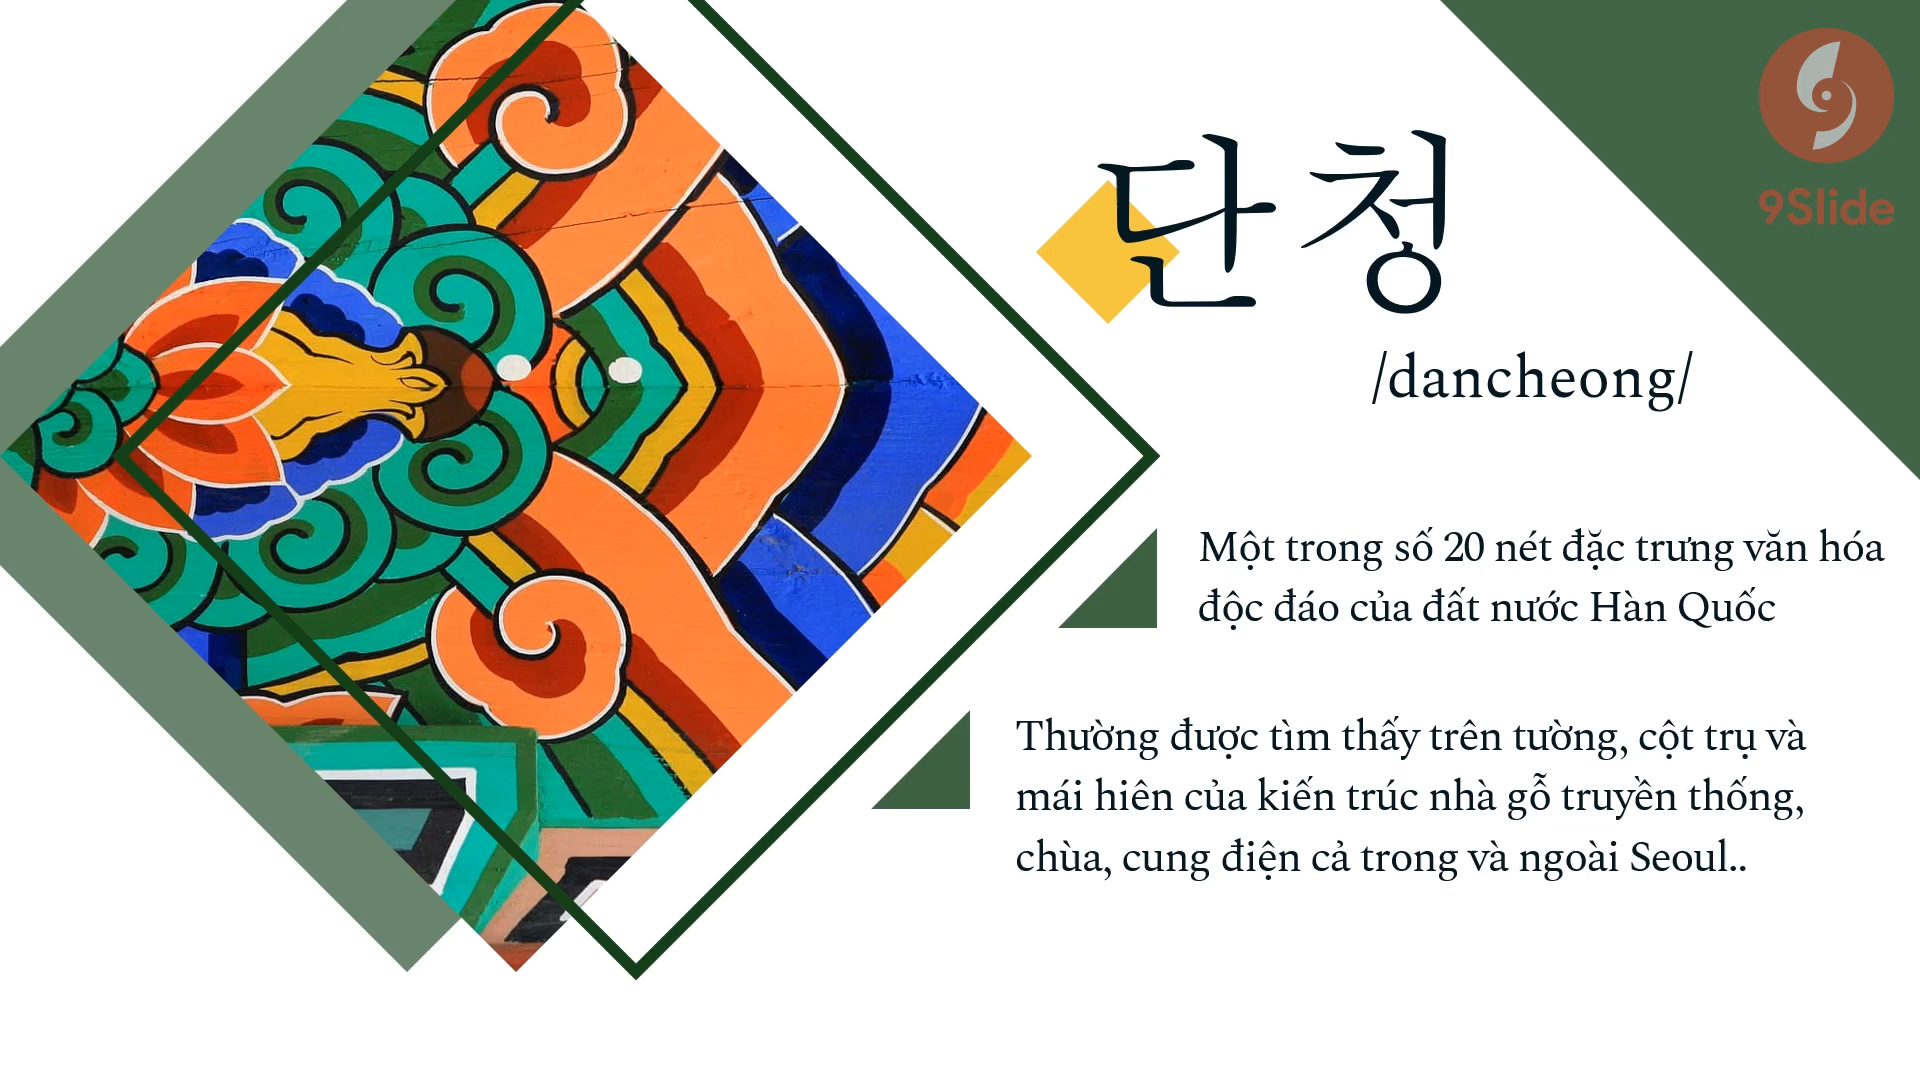 9Slide
단청
/dancheong/
Một trong số 20 nét đặc trưng văn hóa
độc đáo của đất nước Hàn Quốc
Thường được tìm thấy trên tường, cột trụ và
mái hiên của kiến trúc nhà gỗ truyền thống,
chùa, cung điện cả trong và ngoài Seoul..